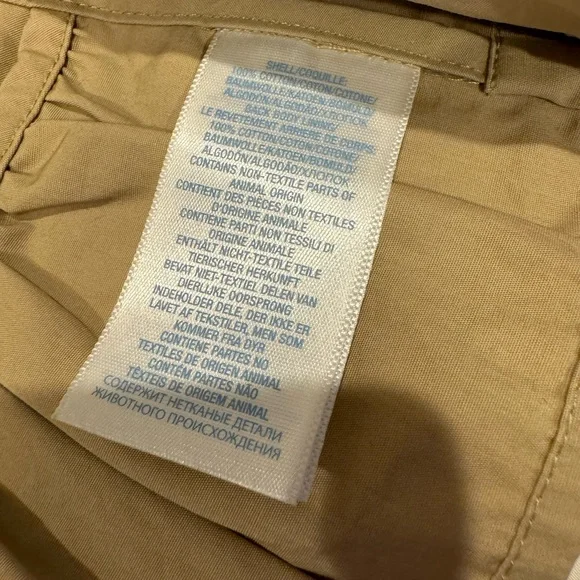 SHELL/COQUILLE:
100% COTTON/COTON/COTONE/
BAUMWOLLE/KATOEN/BOMULD/
ALGODÓN/ALGODÃO/ХЛОПОК
BACK BODY LINING/
LE REVETEMENT ARRIERE DE CORPS:
100% COTTON/COTON/COTONE/
BAUMWOLLE/KATOEN/BOMULD/
ALGODÓN/ALGODÃO/ХЛОПОК
CONTAINS NON-TEXTILE PARTS OF
ANIMAL ORIGIN
CONTIENT DES PIÈCES NON TEXTILES
D'ORIGINE ANIMALE
CONTIENE PARTI NON TESSILI DI
ORIGINE ANIMALE
ENTHÄLT NICHT-TEXTILE TEILE
TIERISCHER HERKUNFT
BEVAT NIET-TEXTIEL DELEN VAN
DIERLIJKE OORSPRONG
INDEHOLDER DELE, DER IKKE ER
LAVET AF TEKSTILER, MEN SOM
KOMMER FRA DYR
CONTIENE PARTES NO
TEXTILES DE ORIGEN ANIMAL
CONTÉM PARTES NÃO
TÊXTEIS DE ORIGEM ANIMAL
СОДЕРЖИТ НЕТКАНЫЕ ДЕТАЛИ
ЖИВОТНОГО ПРОИСХОЖДЕНИЯ